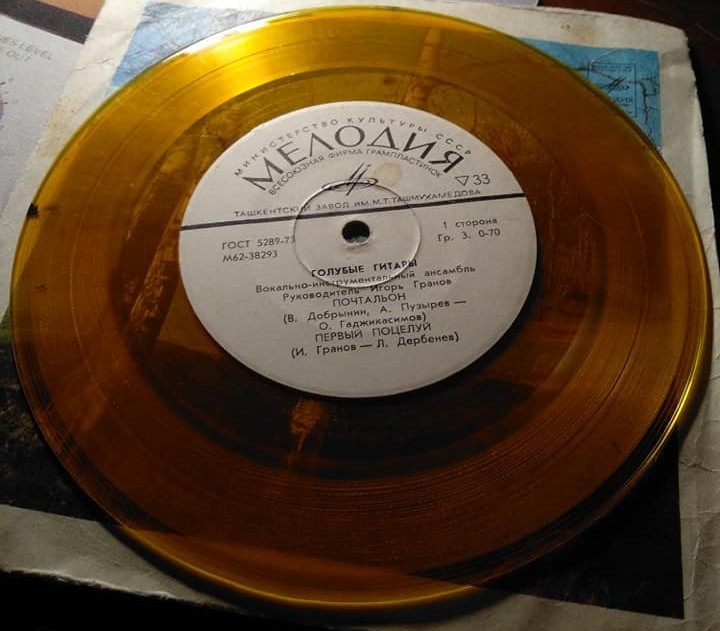 МИНИСТЕРСТВО КУЛЬТУРЫ СССР
МЕЛОДИЯ
ВСЕСОЮЗНАЯ ФИРМА ГРАМПЛАСТИНОК
33
ТАШКЕНТСКИЙ ЗАВОД ИМ. М.Т. ТАШМУХАМЕДОВА
ГОСТ 5289-73
М62-38293
1 сторона
Гр. 3. 0-70
ГОЛУБЫЕ ГИТАРЫ
Вокально-инструментальный ансамбль
Руководитель Игорь Гранов
ПОЧТАЛЬОН
(В. Добрынин, А. Пузырев —
О. Гаджикасимов)
ПЕРВЫЙ ПОЦЕЛУЙ
(И. Гранов — Л. Дербенев)
LEVEL
OUT